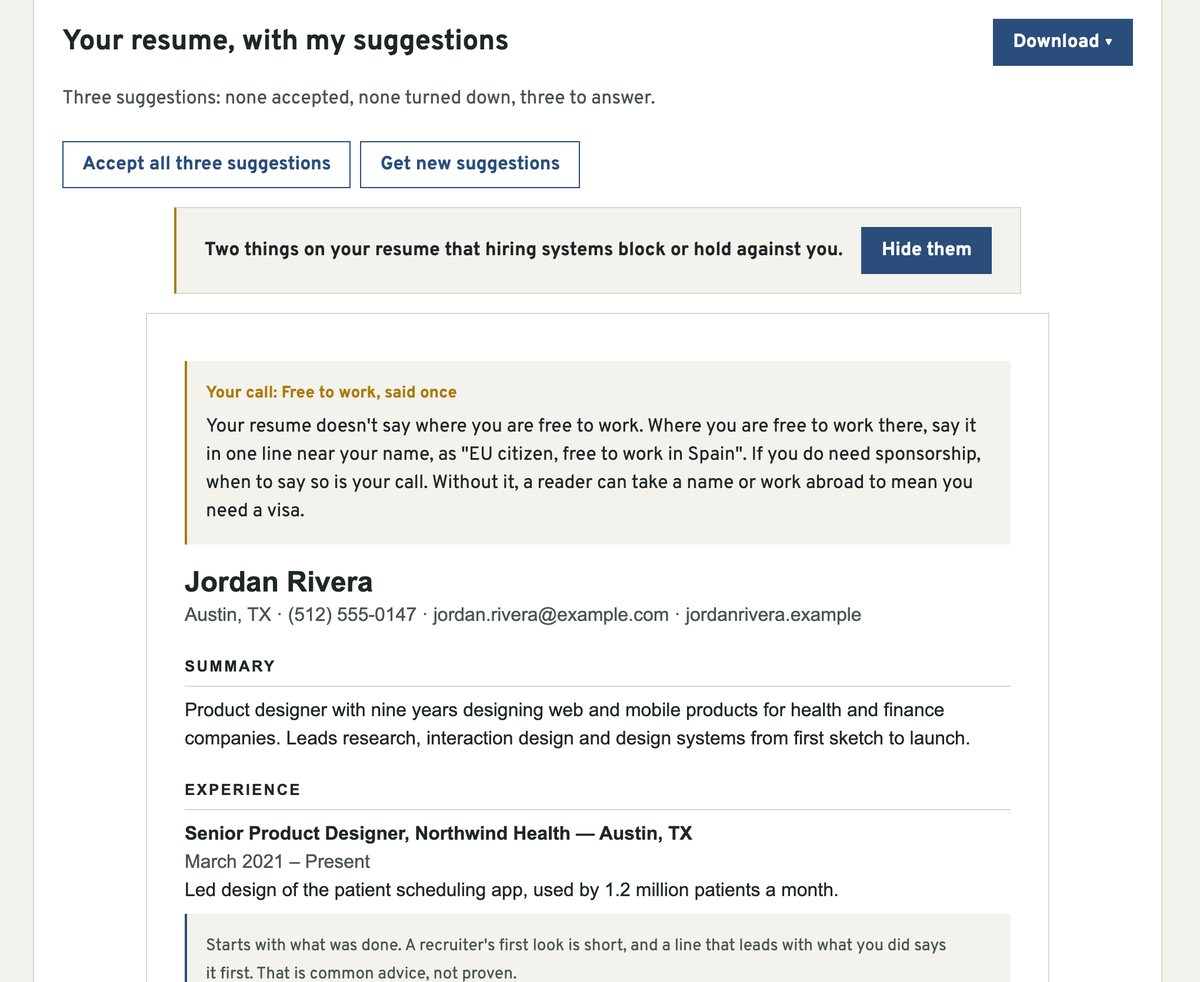 Your resume, with my suggestions
Download ▾
Three suggestions: none accepted, none turned down, three to answer.
Accept all three suggestions
Get new suggestions
Two things on your resume that hiring systems block or hold against you.
Hide them
Your call: Free to work, said once
Your resume doesn't say where you are free to work. Where you are free to work there, say it
in one line near your name, as "EU citizen, free to work in Spain". If you do need sponsorship,
when to say so is your call. Without it, a reader can take a name or work abroad to mean you
need a visa.
Jordan Rivera
Austin, TX · (512) 555-0147 · jordan.rivera@example.com · jordanrivera.example
SUMMARY
Product designer with nine years designing web and mobile products for health and finance
companies. Leads research, interaction design and design systems from first sketch to launch.
EXPERIENCE
Senior Product Designer, Northwind Health — Austin, TX
March 2021 – Present
Led design of the patient scheduling app, used by 1.2 million patients a month.
Starts with what was done. A recruiter's first look is short, and a line that leads with what you did says
it first. That is common advice, not proven.